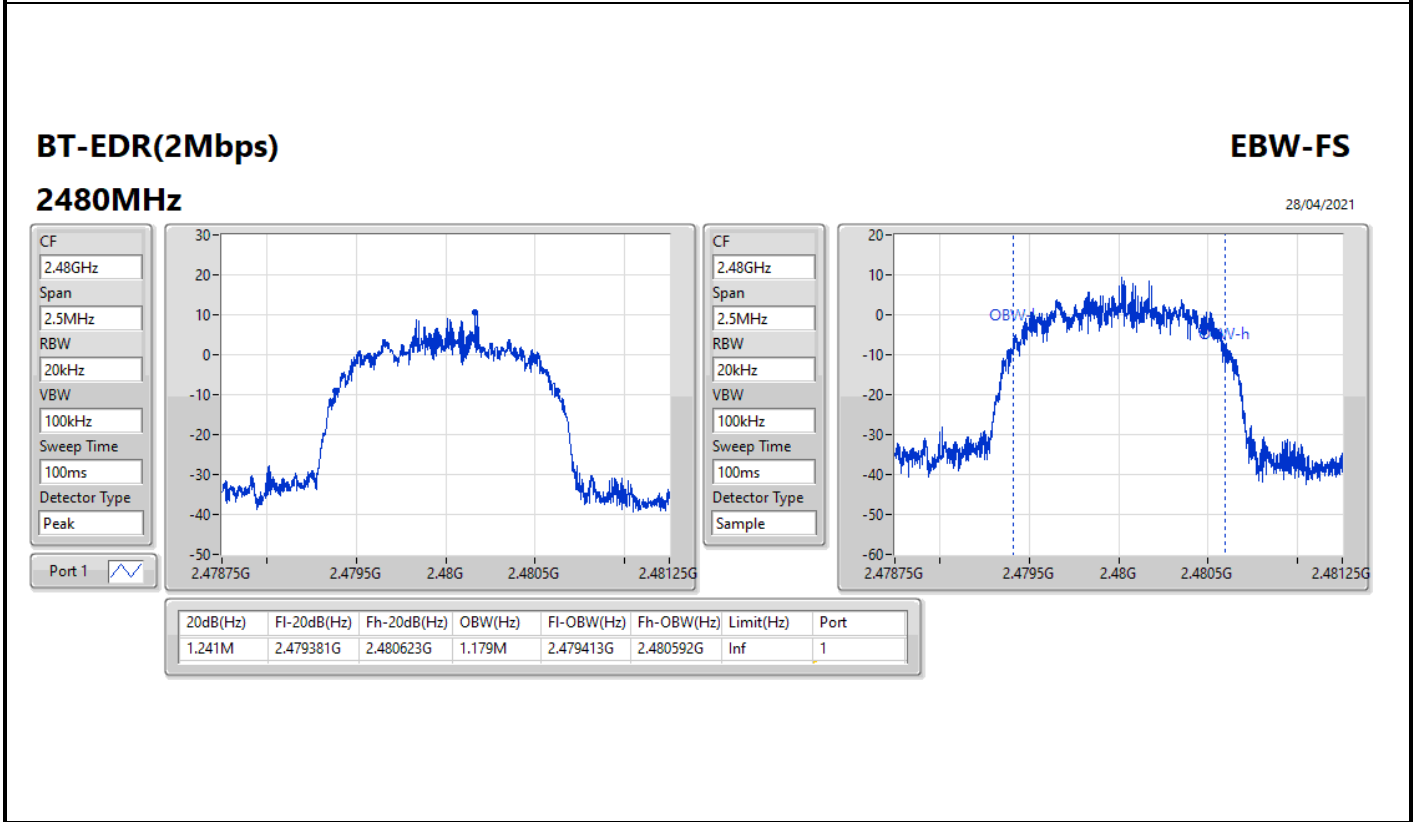 BT-EDR(2Mbps)
EBW-FS
2480MHz
28/04/2021
CF
2.48GHz
Span
2.5MHz
RBW
20kHz
VBW
100kHz
Sweep Time
100ms
Detector Type
Peak
Port 1
30
20
10
0
-10
-20
-30
-40
-50
2.47875G 2.4795G 2.48G 2.4805G 2.48125G
CF
2.48GHz
Span
2.5MHz
RBW
20kHz
VBW
100kHz
Sweep Time
100ms
Detector Type
Sample
20
10
0
-10
-20
-30
-40
-50
-60
OBW-l
OBW-h
2.47875G 2.4795G 2.48G 2.4805G 2.48125G
20dB(Hz) Fl-20dB(Hz) Fh-20dB(Hz) OBW(Hz) Fl-OBW(Hz) Fh-OBW(Hz) Limit(Hz) Port
1.241M 2.479381G 2.480623G 1.179M 2.479413G 2.480592G Inf 1